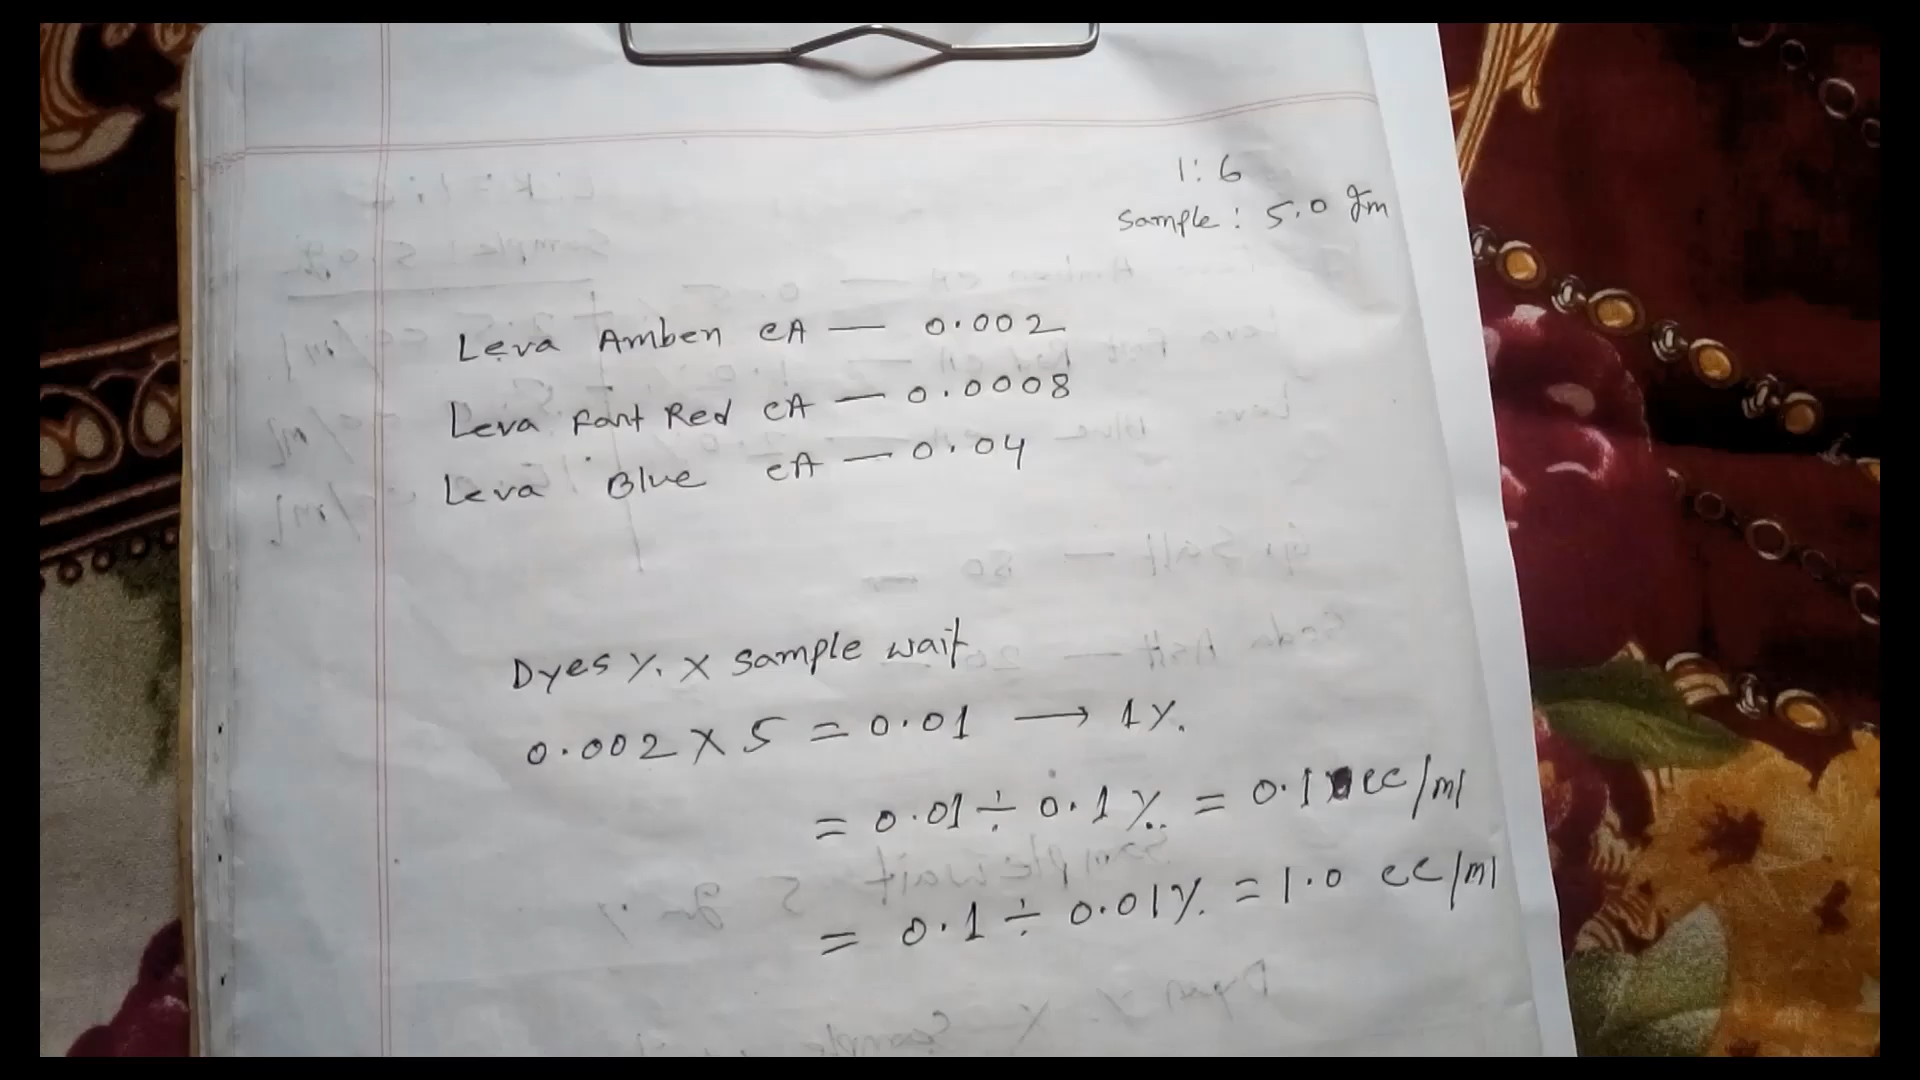 1:6
Sample: 5.0 gm
Leva Amben CA — 0.002
Leva Fant Red CA — 0.0008
Leva Blue CA — 0.04
Dyes % X Sample wait
0.002 X 5 = 0.01 → 1%
= 0.01 ÷ 0.1% = 0.1 cc/ml
= 0.1 ÷ 0.01% = 1.0 cc/ml